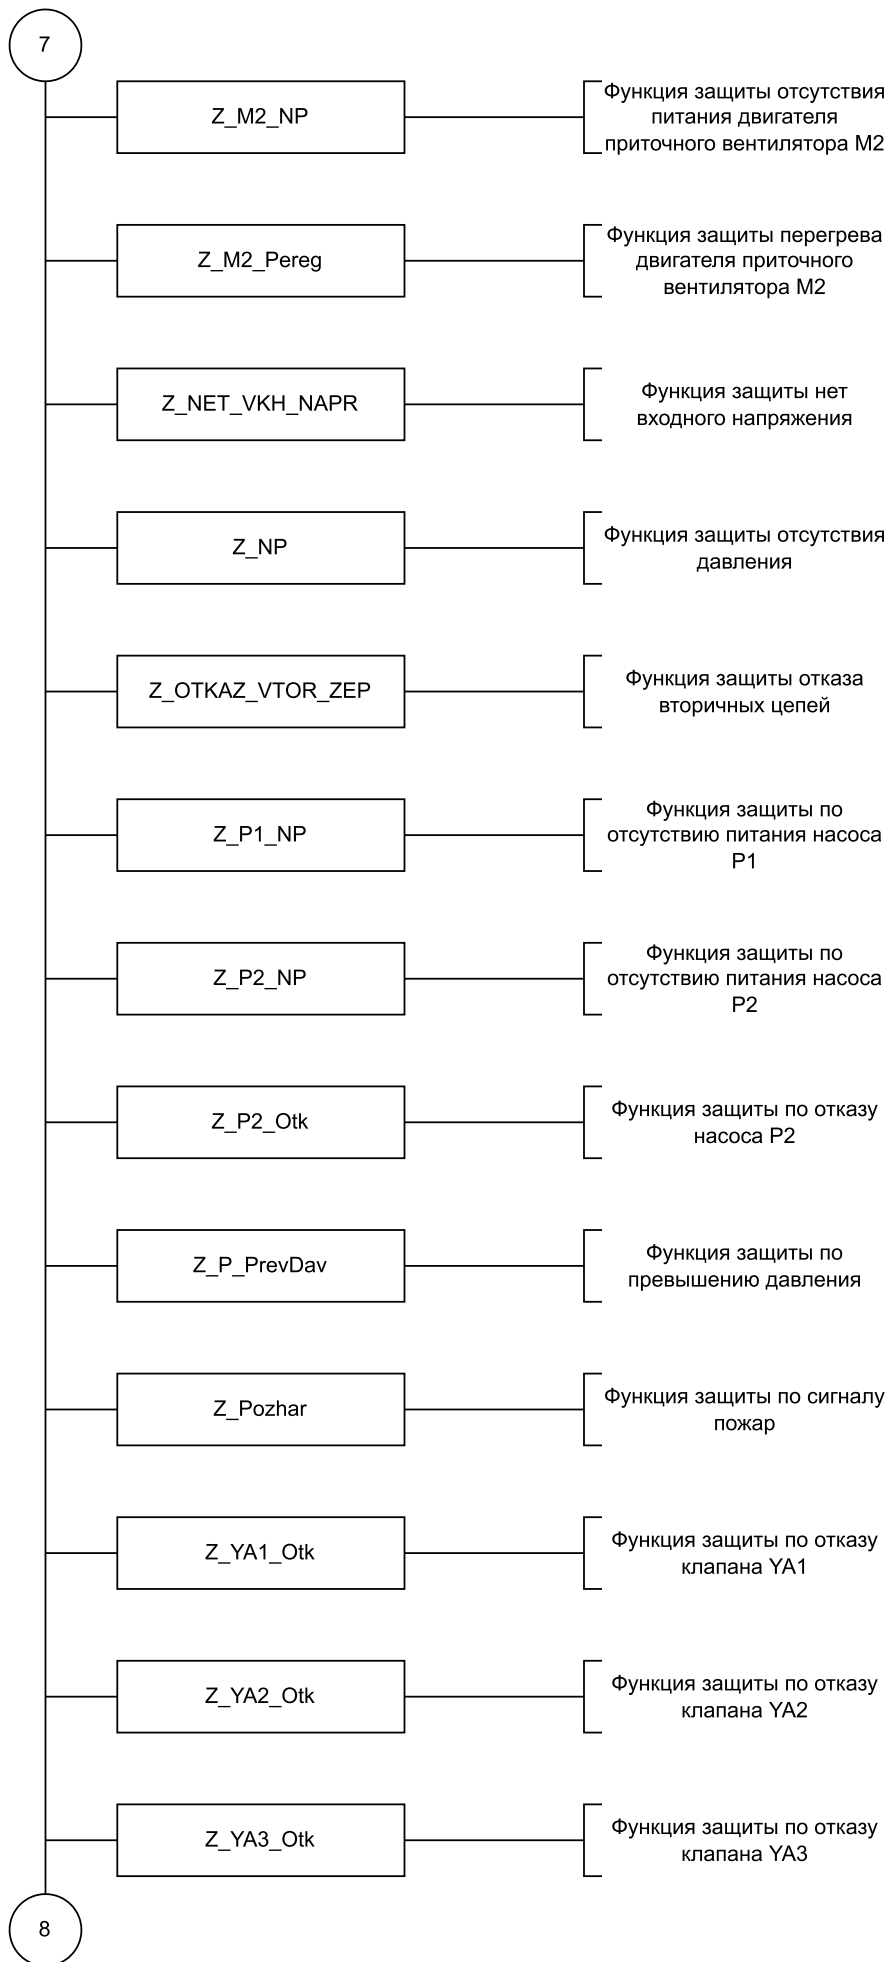 7
Z_M2_NP
Функция защиты отсутствия
питания двигателя
приточного вентилятора М2
Z_M2_Pereg
Функция защиты перегрева
двигателя приточного
вентилятора М2
Z_NET_VKH_NAPR
Функция защиты нет
входного напряжения
Z_NP
Функция защиты отсутствия
давления
Z_OTKAZ_VTOR_ZEP
Функция защиты отказа
вторичных цепей
Z_P1_NP
Функция защиты по
отсутствию питания насоса
P1
Z_P2_NP
Функция защиты по
отсутствию питания насоса
P2
Z_P2_Otk
Функция защиты по отказу
насоса P2
Z_P_PrevDav
Функция защиты по
превышению давления
Z_Pozhar
Функция защиты по сигналу
пожар
Z_YA1_Otk
Функция защиты по отказу
клапана YA1
Z_YA2_Otk
Функция защиты по отказу
клапана YA2
Z_YA3_Otk
Функция защиты по отказу
клапана YA3
8